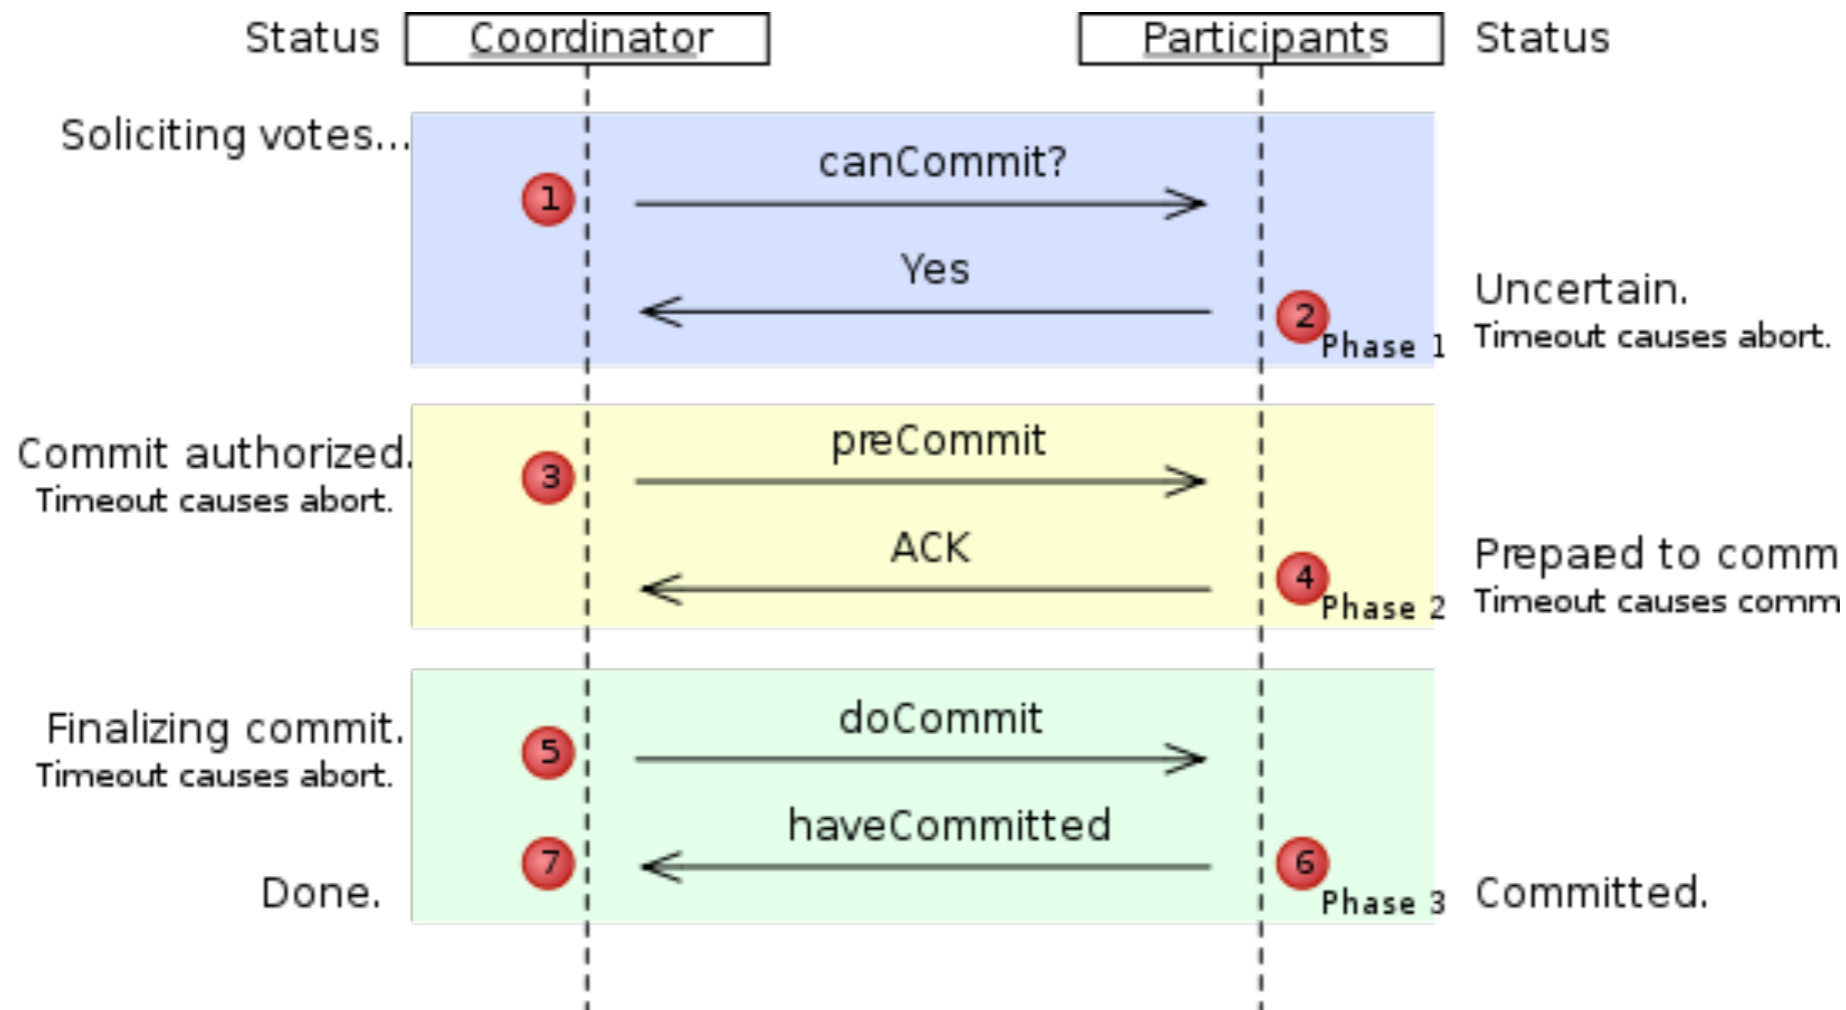 Status Coordinator Participants Status
Soliciting votes...
canCommit?
1
Yes
2
Phase 1
Uncertain.
Timeout causes abort.
Commit authorized.
Timeout causes abort.
preCommit
3
ACK
4
Phase 2
Prepared to comm
Timeout causes comm
Finalizing commit.
Timeout causes abort.
doCommit
5
haveCommitted
7
6
Phase 3
Done.
Committed.